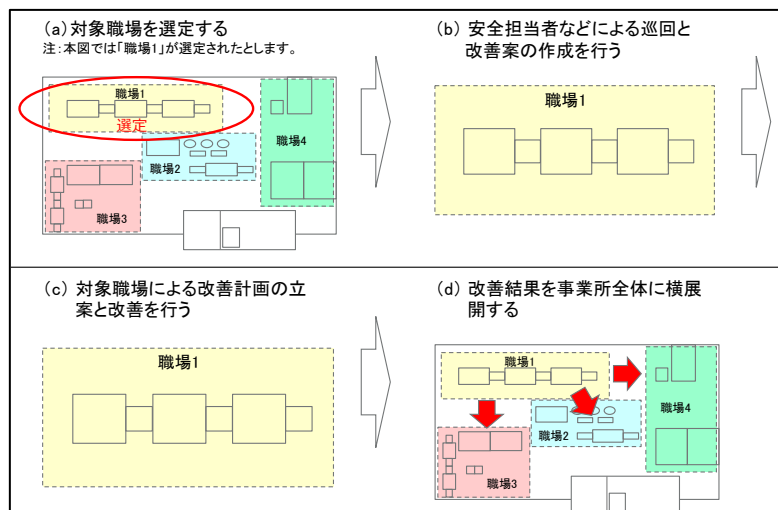 (a) 対象職場を選定する
注:本図では「職場1」が選定されたとします。
職場1
選定
職場2
職場4
職場3
(b) 安全担当者などによる巡回と
改善案の作成を行う
職場1
(c) 対象職場による改善計画の立
案と改善を行う
職場1
(d) 改善結果を事業所全体に横展
開する
職場1
職場4
職場2
職場3